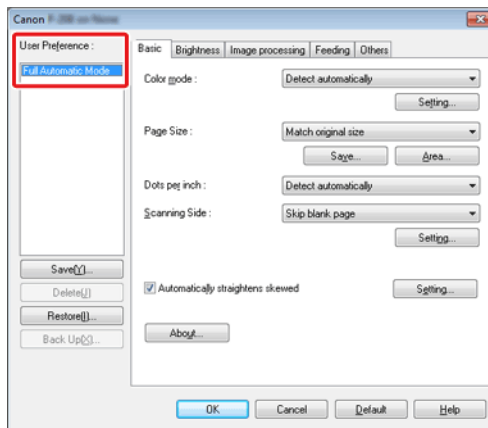 Canon
User Preference :
Full Automatic Mode
Save(Y)...
Delete(J)
Restore(I)...
Back Up(X)...
Basic Brightness Image processing Feeding Others
Color mode : Detect automatically
Setting...
Page Size : Match original size
Save... Area...
Dots per inch : Detect automatically
Scanning Side : Skip blank page
Setting...
Automatically straightens skewed Setting...
About...
OK Cancel Default Help